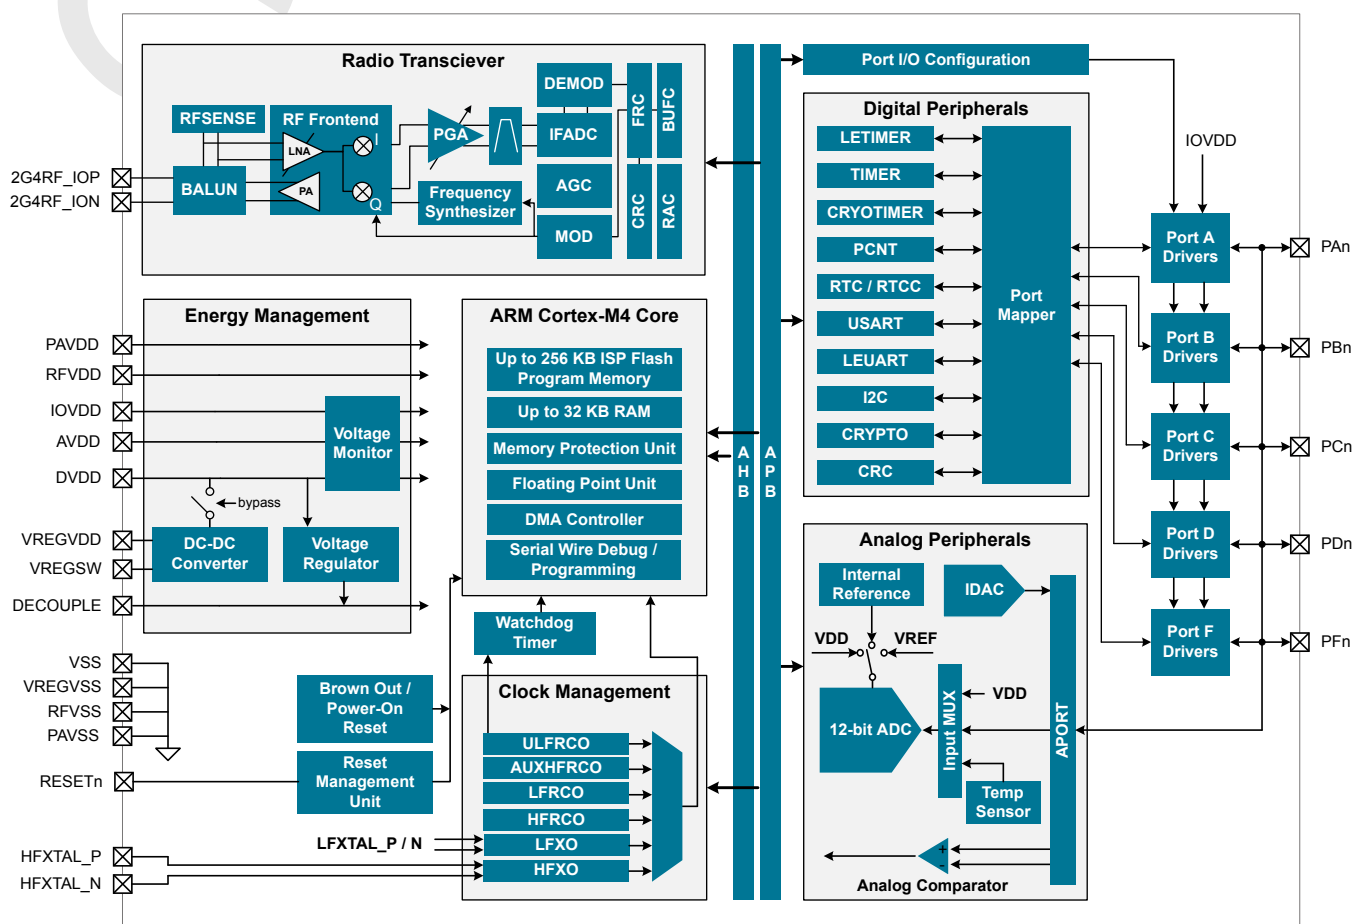 Radio Transciever
RFSENSE
RF Frontend
LNA
I
PA
Q
BALUN
PGA
DEMOD
IFADC
AGC
MOD
Frequency
Synthesizer
FRC
BUFC
CRC
RAC
2G4RF_IOP
2G4RF_ION
Energy Management
PAVDD
RFVDD
IOVDD
AVDD
DVDD
Voltage
Monitor
bypass
VREGVDD
VREGSW
DC-DC
Converter
Voltage
Regulator
DECOUPLE
VSS
VREGVSS
RFVSS
PAVSS
RESETn
HFXTAL_P
HFXTAL_N
ARM Cortex-M4 Core
Up to 256 KB ISP Flash
Program Memory
Up to 32 KB RAM
Memory Protection Unit
Floating Point Unit
DMA Controller
Serial Wire Debug /
Programming
Watchdog
Timer
Brown Out /
Power-On
Reset
Reset
Management
Unit
Clock Management
ULFRCO
AUXHFRCO
LFRCO
HFRCO
LFXO
HFXO
LFXTAL_P / N
AHB
APB
Port I/O Configuration
Digital Peripherals
LETIMER
TIMER
CRYOTIMER
PCNT
RTC / RTCC
USART
LEUART
I2C
CRYPTO
CRC
Port
Mapper
Analog Peripherals
Internal
Reference
IDAC
VDD
VREF
12-bit ADC
Input MUX
VDD
Temp
Sensor
APORT
+
-
Analog Comparator
IOVDD
Port A
Drivers
Port B
Drivers
Port C
Drivers
Port D
Drivers
Port F
Drivers
PAn
PBn
PCn
PDn
PFn